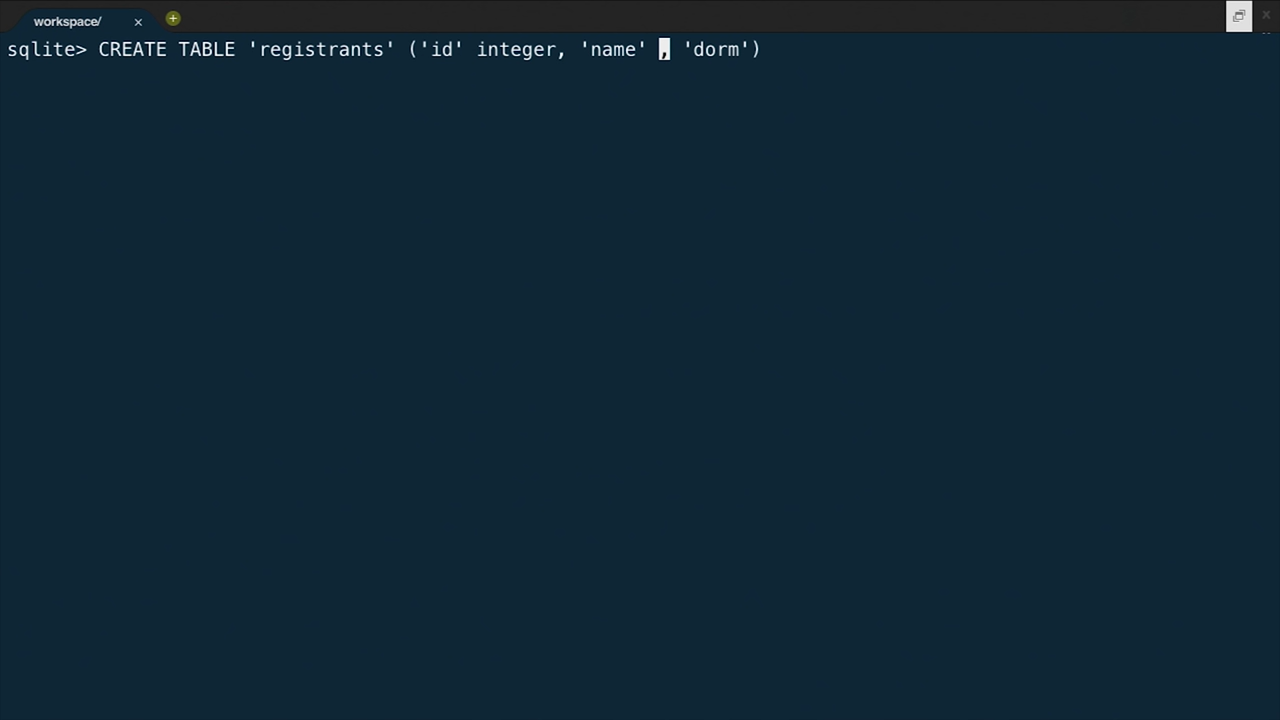 workspace/
sqlite> CREATE TABLE 'registrants' ('id' integer, 'name' , 'dorm')